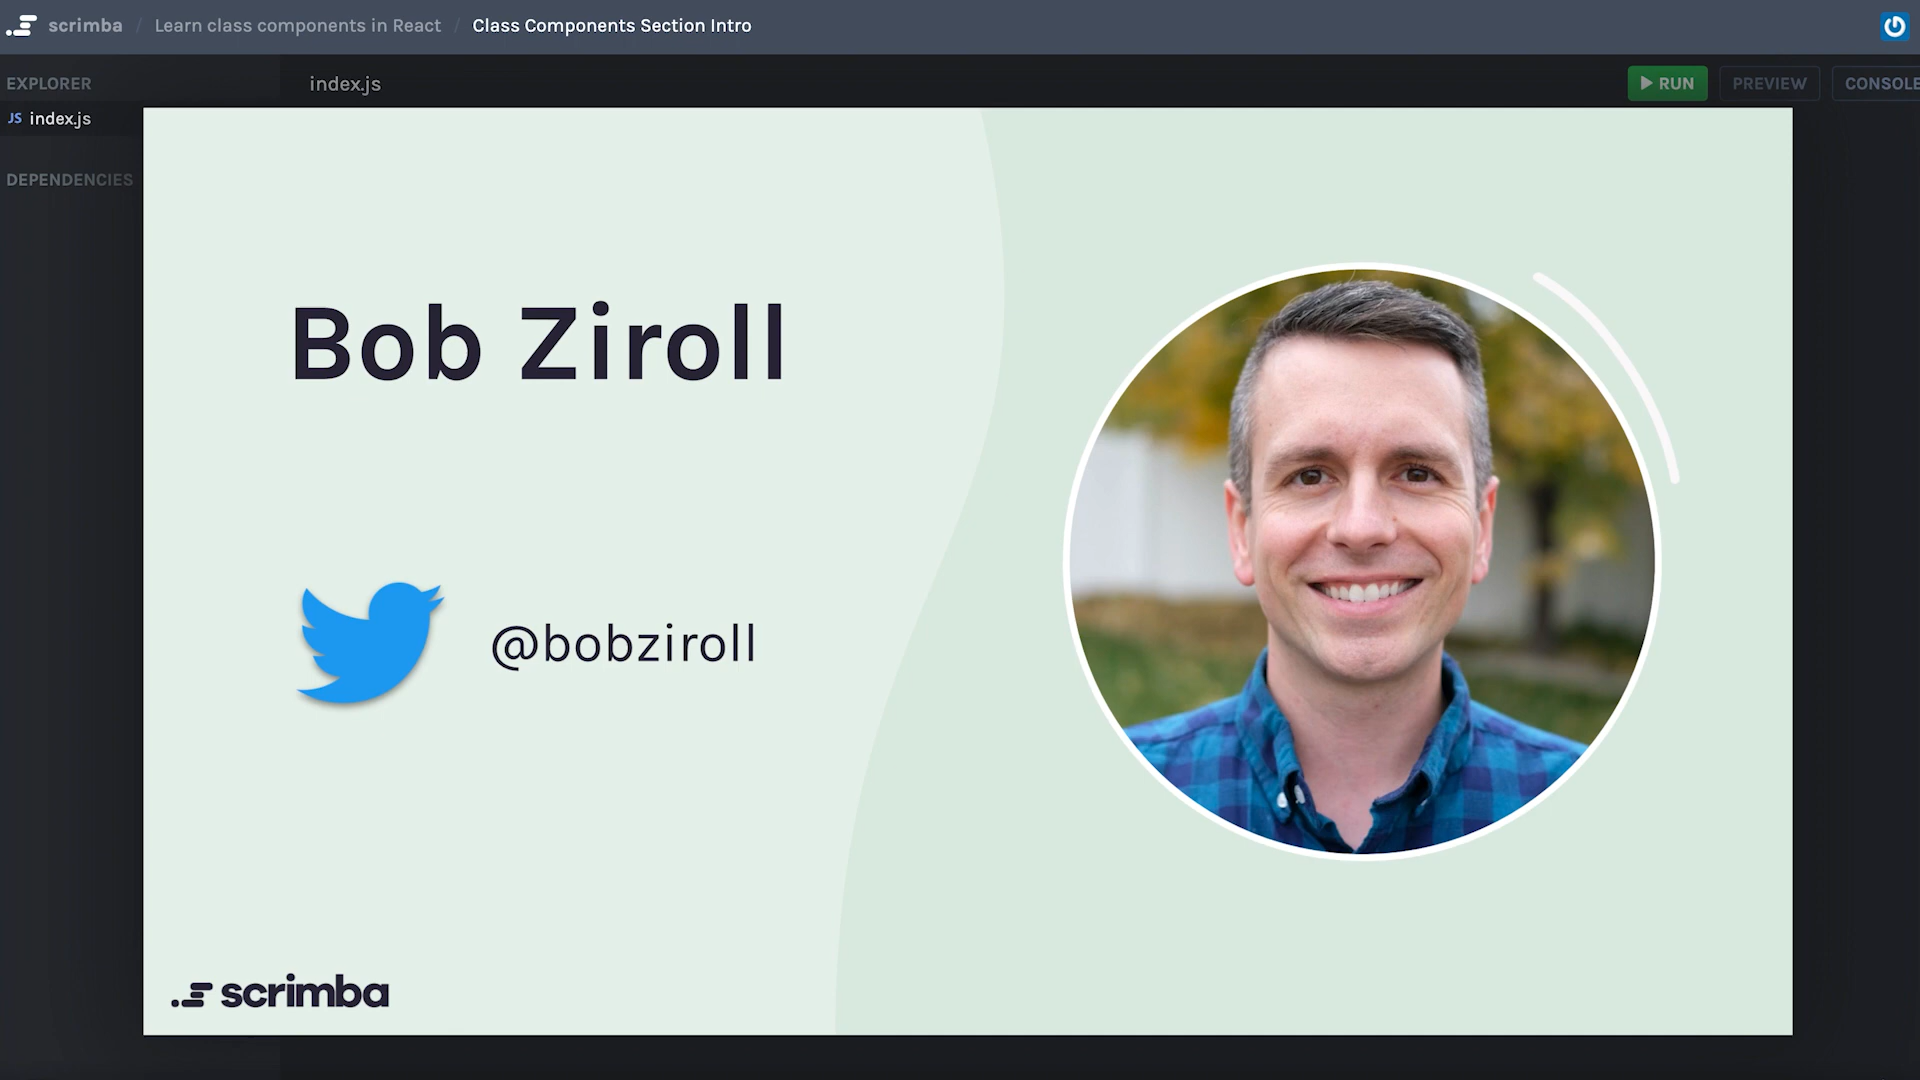 scrimba / Learn class components in React / Class Components Section Intro
EXPLORER
index.js
RUN
PREVIEW
CONSOLE
JS index.js
DEPENDENCIES
Bob Ziroll
@bobziroll
scrimba